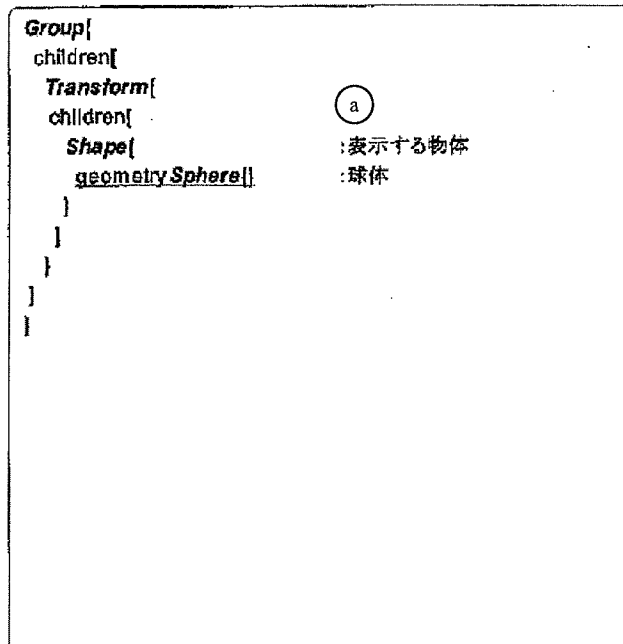 Group{
children[
Transform{
ⓐ
children[
Shape{ :表示する物体
geometry Sphere{} :球体
}
]
}
]
}